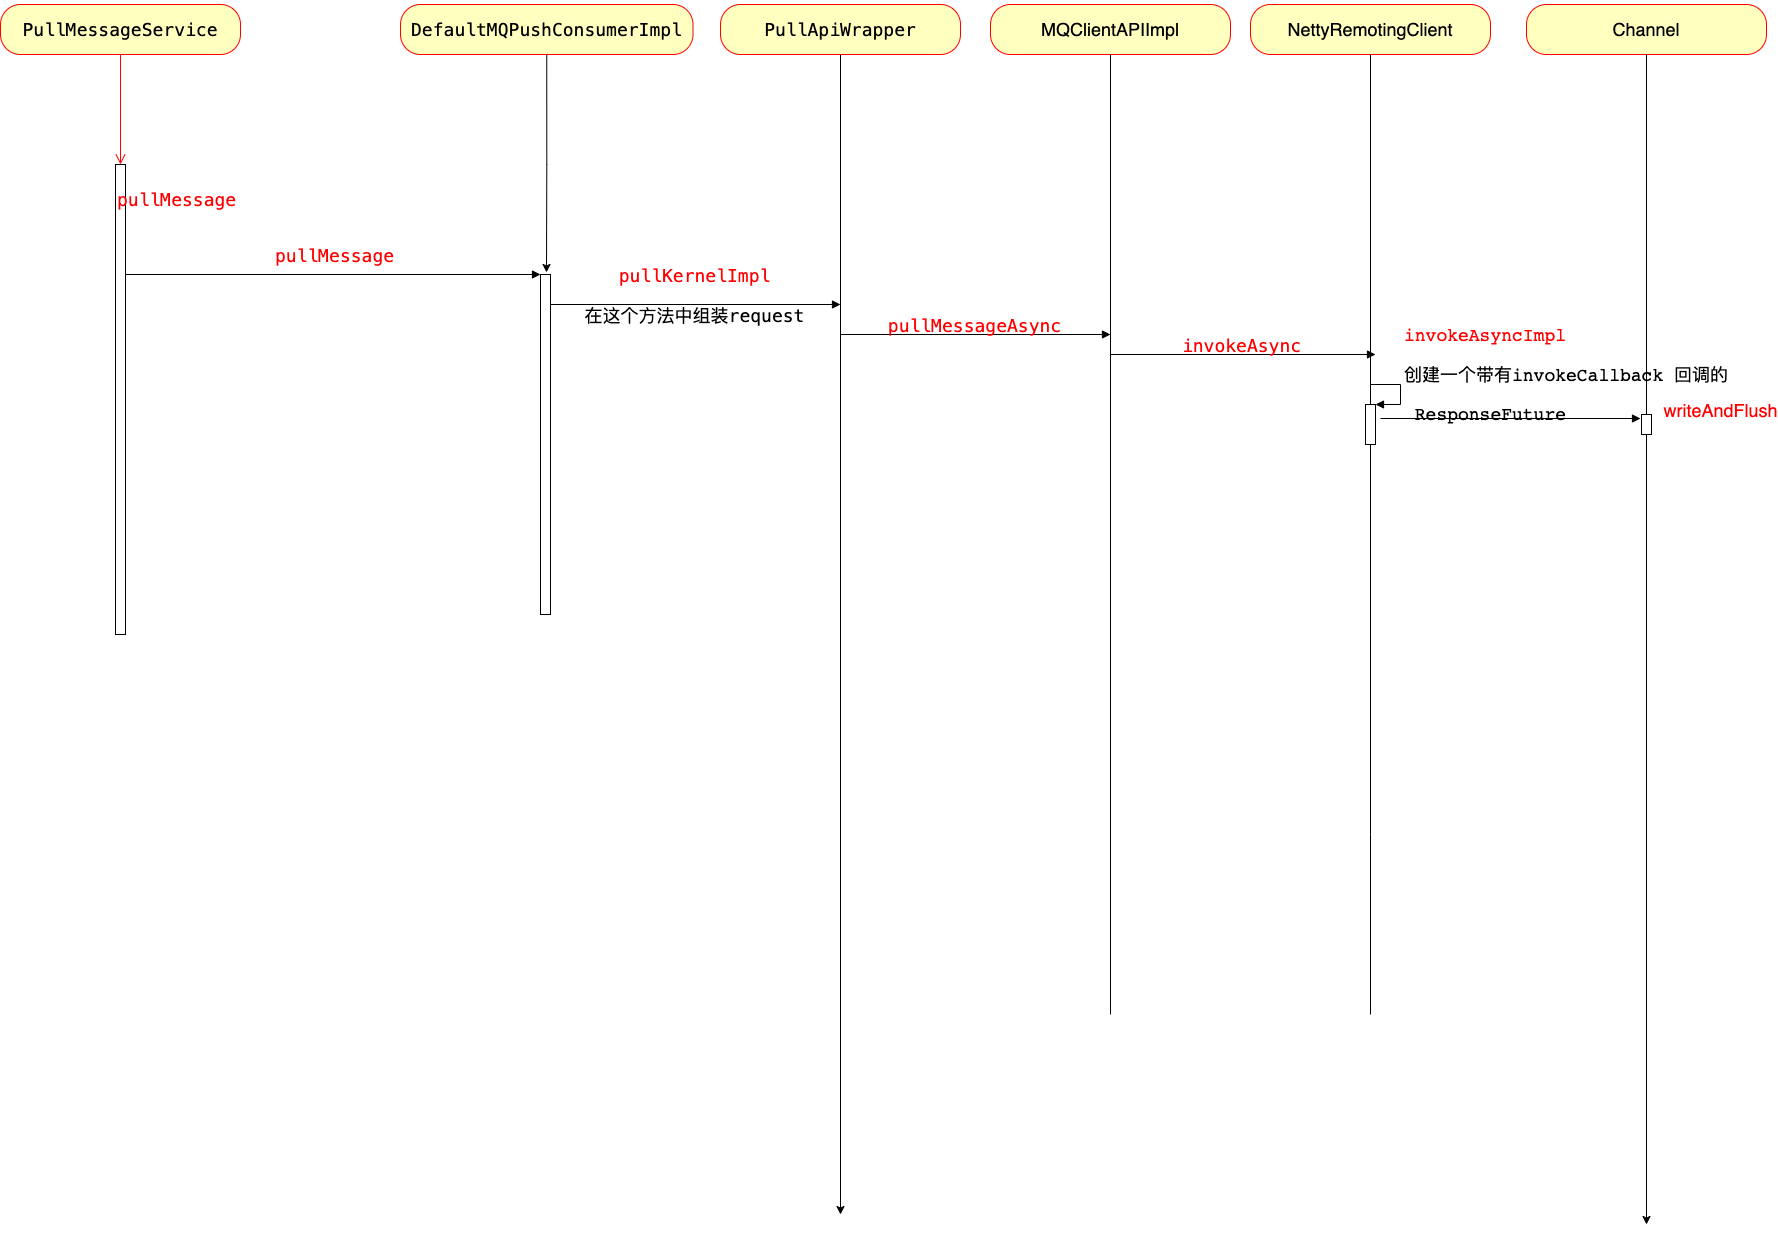 PullMessageService
DefaultMQPushConsumerImpl
PullApiWrapper
MQClientAPIImpl
NettyRemotingClient
Channel
pullMessage
pullMessage
pullKernelImpl
在这个方法中组装request
pullMessageAsync
invokeAsync
invokeAsyncImpl
创建一个带有invokeCallback 回调的
ResponseFuture
writeAndFlush